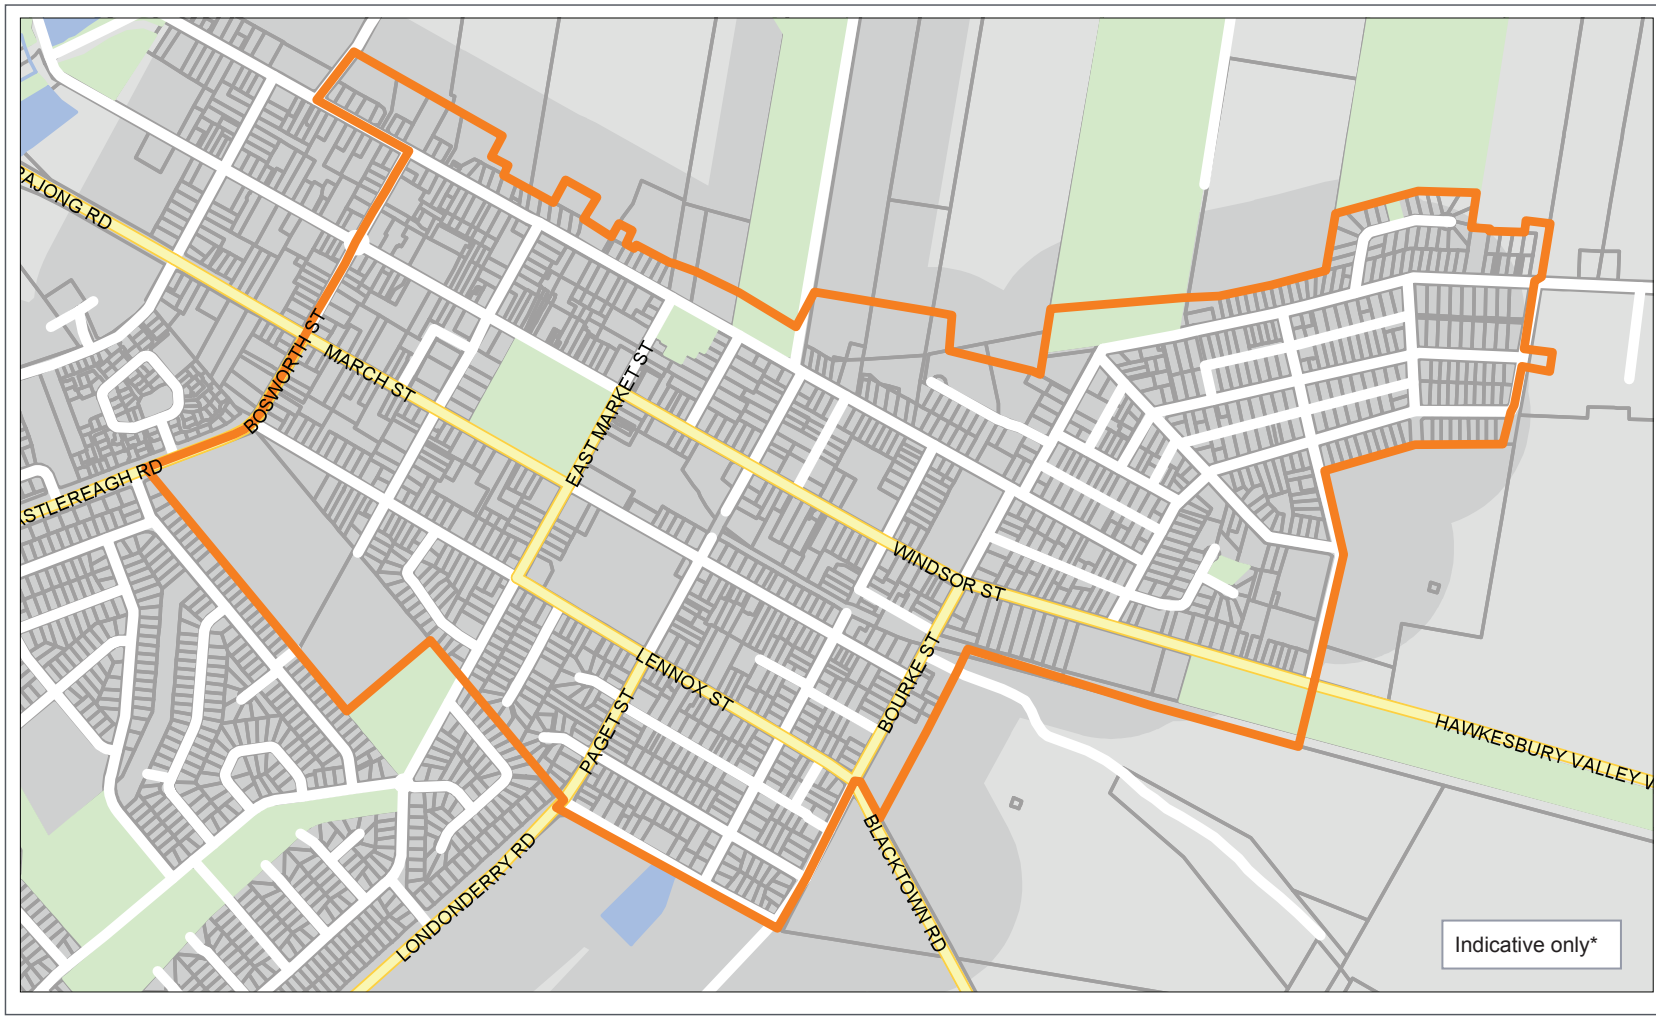 RAJONG RD
BOSWORTH ST
MARCH ST
EAST MARKET ST
STLEREAGH RD
WINDSOR ST
LENNOX ST
BOURKE ST
PAGET ST
HAWKESBURY VALLEY W
BLACKTOWN RD
LONDONDERRY RD
Indicative only*